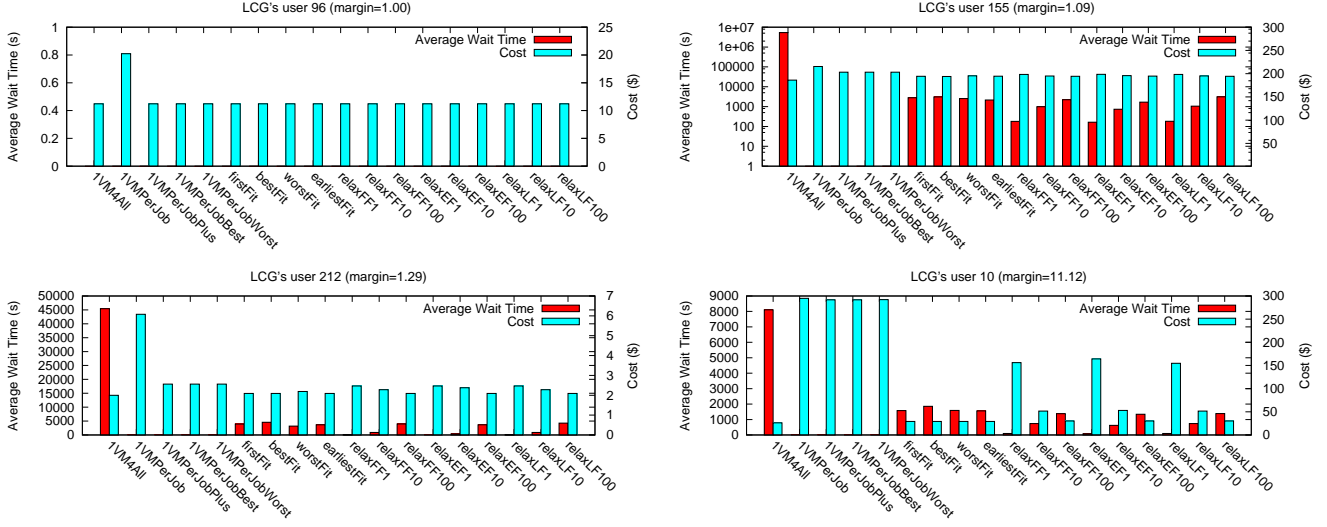 LCG's user 96 (margin=1.00)
Average Wait Time (s)
1
0.8
0.6
0.4
0.2
0
Average Wait Time
Cost
25
20
15
10
5
0
Cost ($)
1VM4All
1VMPerJob
1VMPerJobPlus
1VMPerJobBest
1VMPerJobWorst
firstFit
bestFit
worstFit
earliestFit
relaxFF1
relaxFF10
relaxFF100
relaxEF1
relaxEF10
relaxEF100
relaxLF1
relaxLF10
relaxLF100
LCG's user 155 (margin=1.09)
Average Wait Time (s)
1e+07
1e+06
100000
10000
1000
100
10
1
Average Wait Time
Cost
300
250
200
150
100
50
Cost ($)
1VM4All
1VMPerJob
1VMPerJobPlus
1VMPerJobBest
1VMPerJobWorst
firstFit
bestFit
worstFit
earliestFit
relaxFF1
relaxFF10
relaxFF100
relaxEF1
relaxEF10
relaxEF100
relaxLF1
relaxLF10
relaxLF100
LCG's user 212 (margin=1.29)
Average Wait Time (s)
50000
45000
40000
35000
30000
25000
20000
15000
10000
5000
0
Average Wait Time
Cost
7
6
5
4
3
2
1
0
Cost ($)
1VM4All
1VMPerJob
1VMPerJobPlus
1VMPerJobBest
1VMPerJobWorst
firstFit
bestFit
worstFit
earliestFit
relaxFF1
relaxFF10
relaxFF100
relaxEF1
relaxEF10
relaxEF100
relaxLF1
relaxLF10
relaxLF100
LCG's user 10 (margin=11.12)
Average Wait Time (s)
9000
8000
7000
6000
5000
4000
3000
2000
1000
0
Average Wait Time
Cost
300
250
200
150
100
50
0
Cost ($)
1VM4All
1VMPerJob
1VMPerJobPlus
1VMPerJobBest
1VMPerJobWorst
firstFit
bestFit
worstFit
earliestFit
relaxFF1
relaxFF10
relaxFF100
relaxEF1
relaxEF10
relaxEF100
relaxLF1
relaxLF10
relaxLF100